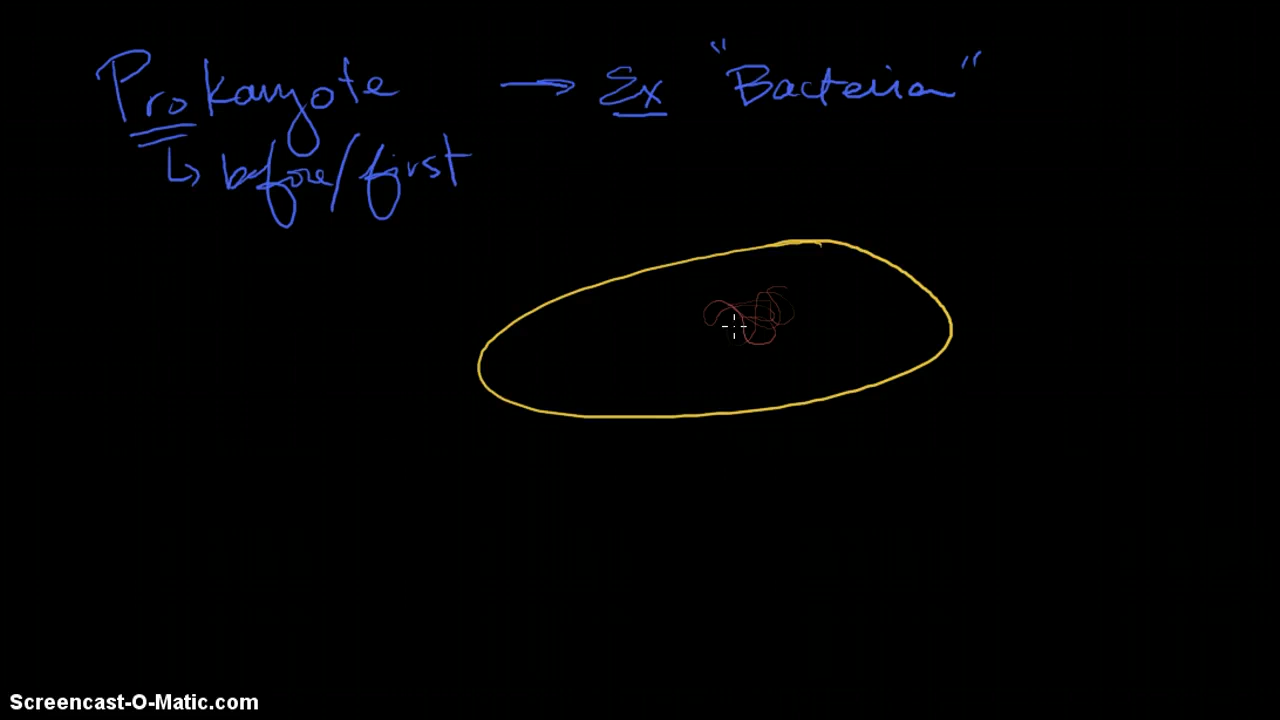 Prokaryote → Ex "Bacteria"
↳ before/first
Screencast-O-Matic.com